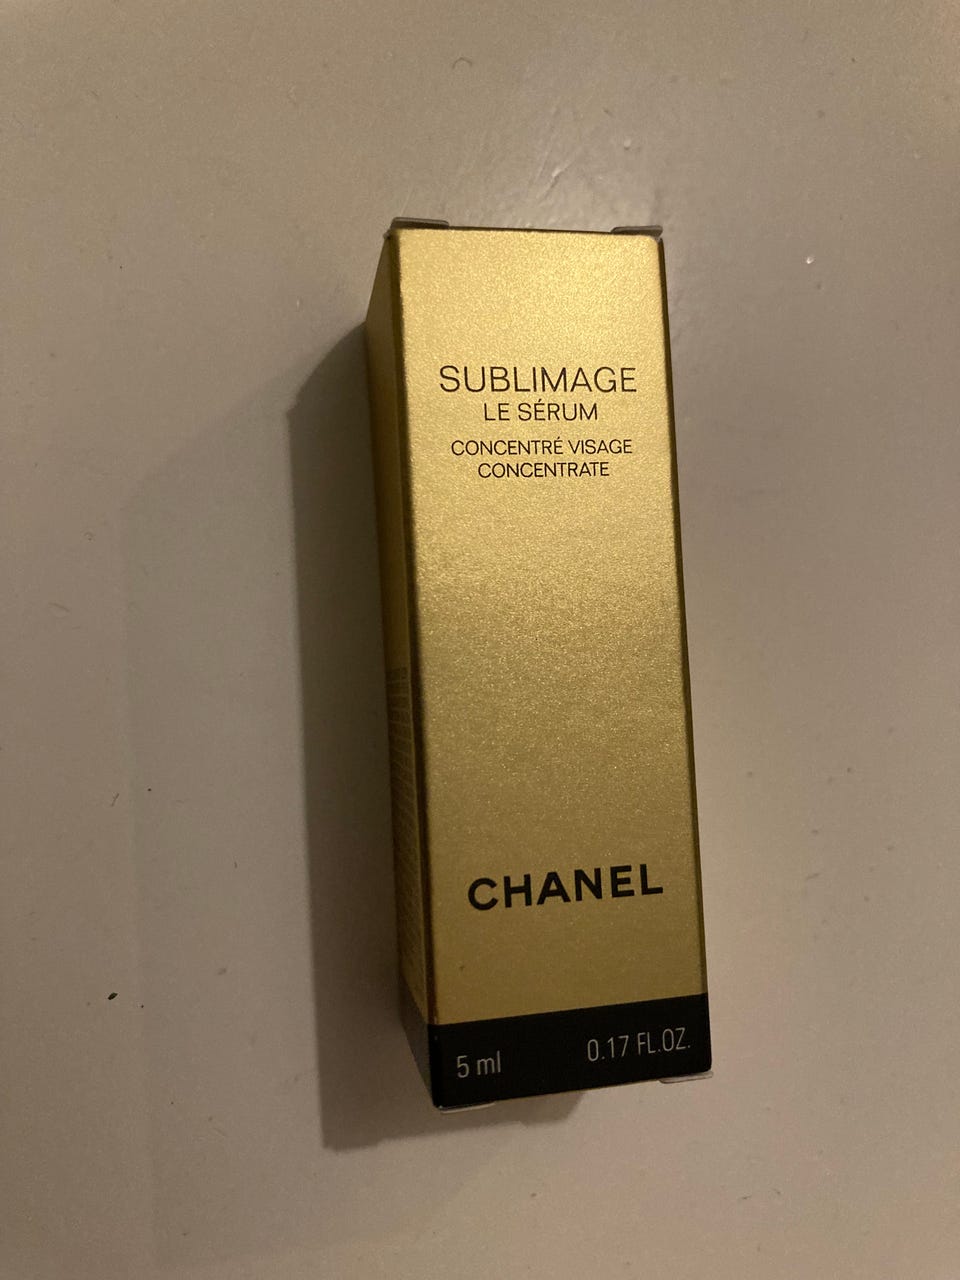 SUBLIMAGE
LE SÉRUM
CONCENTRÉ VISAGE
CONCENTRATE
CHANEL
5 ml 0.17 FL.OZ.